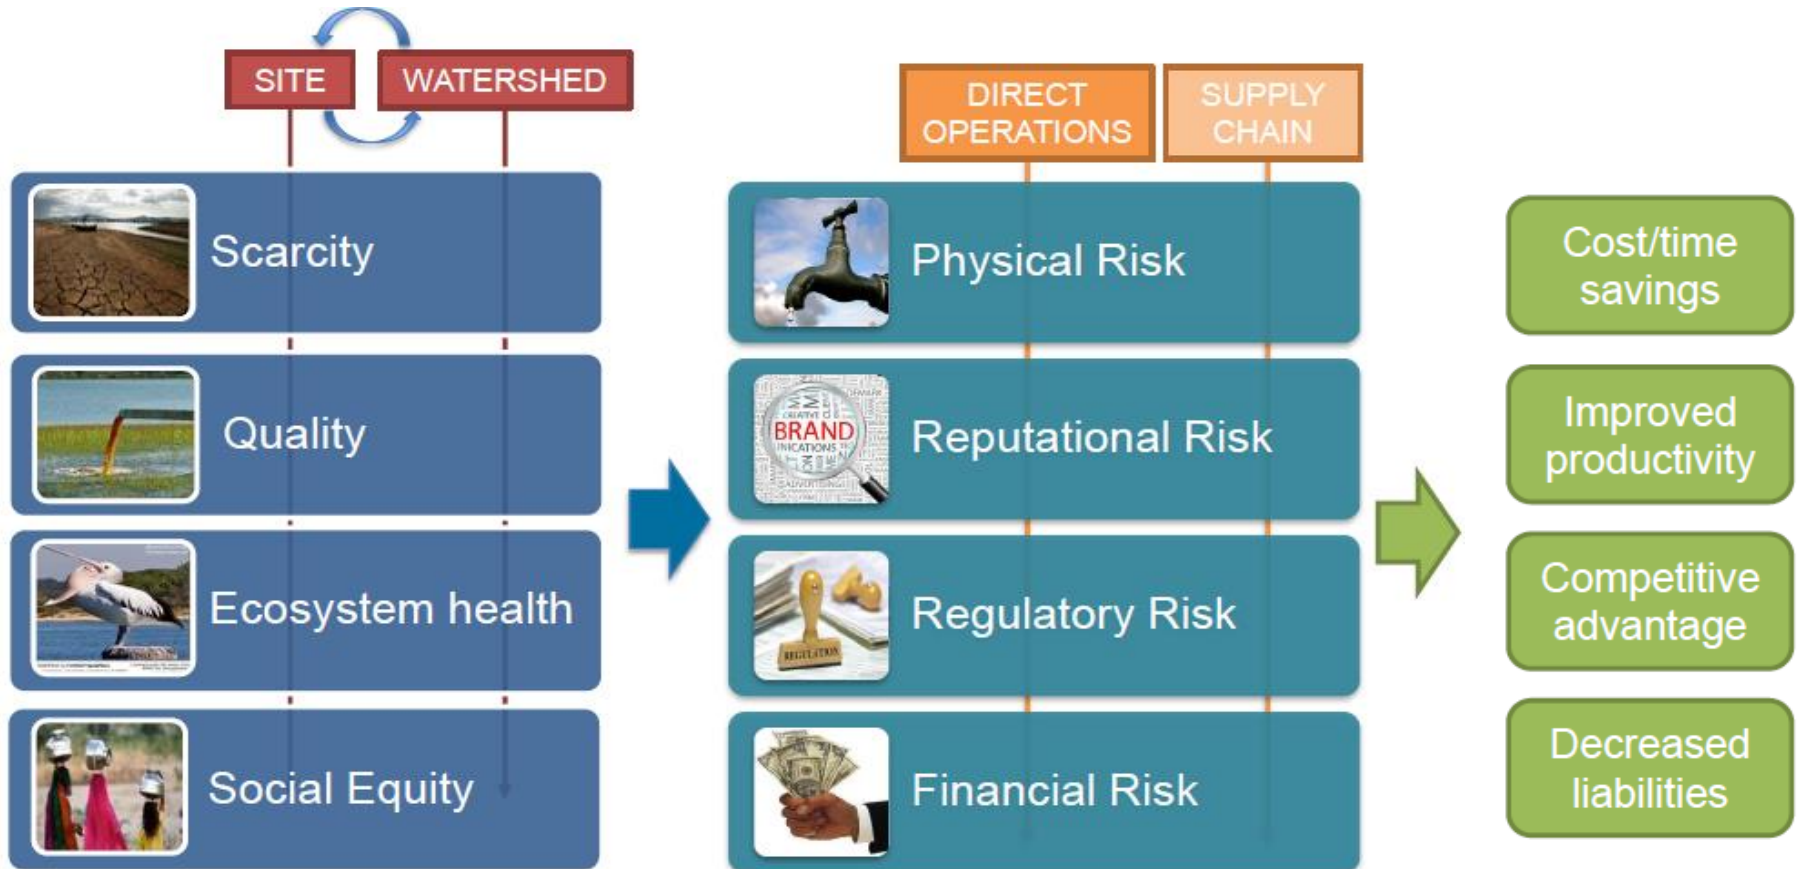 SITE
WATERSHED
DIRECT
OPERATIONS
SUPPLY
CHAIN
Scarcity
Quality
Ecosystem health
Social Equity
Physical Risk
BRAND
Reputational Risk
REGULATION
Regulatory Risk
Financial Risk
Cost/time
savings
Improved
productivity
Competitive
advantage
Decreased
liabilities